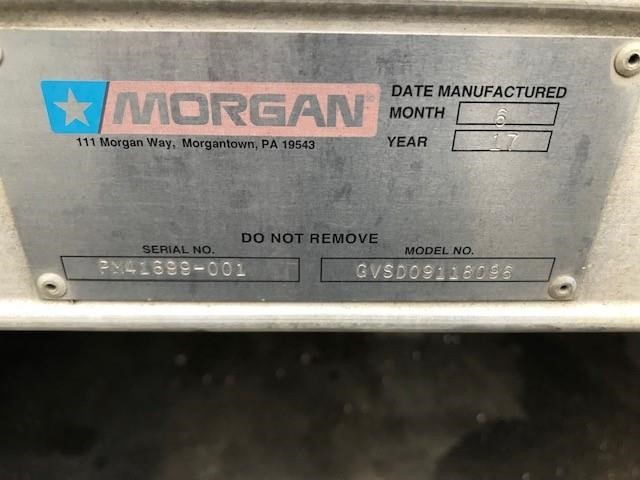 MORGAN®
111 Morgan Way, Morgantown, PA 19543
DATE MANUFACTURED
MONTH 6
YEAR 17
DO NOT REMOVE
SERIAL NO.
PM41699-001
MODEL NO.
GVSD09118096